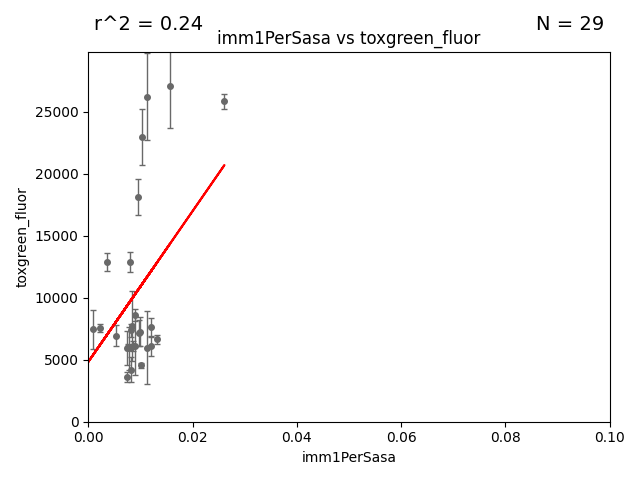 r^2 = 0.24
N = 29
imm1PerSasa vs toxgreen_fluor
25000
20000
15000
10000
5000
0
toxgreen_fluor
0.00
0.02
0.04
0.06
0.08
0.10
imm1PerSasa